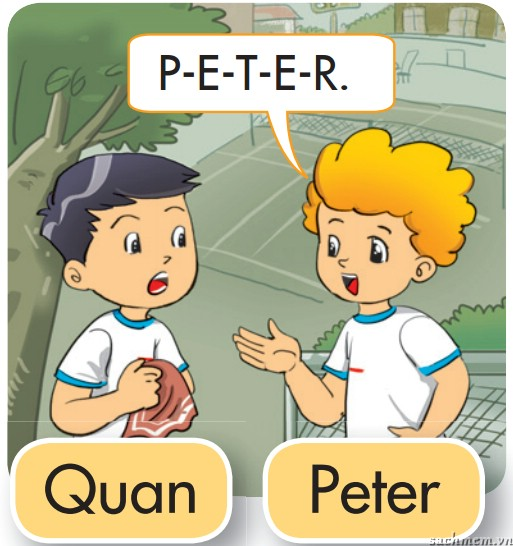 P-E-T-E-R.
Quan
Peter
sachmem.vn